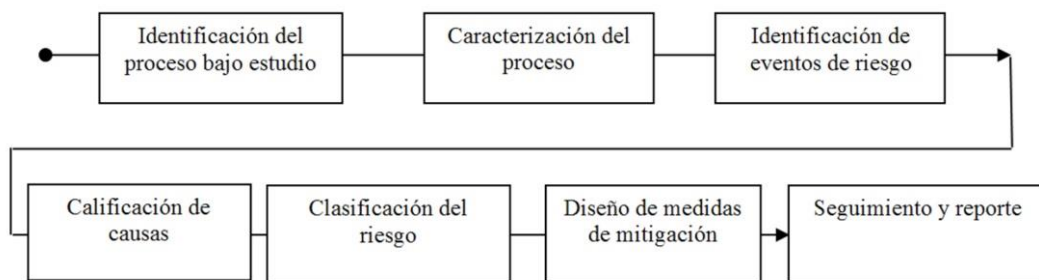 Identificación del
proceso bajo estudio
Caracterización del
proceso
Identificación de
eventos de riesgo
Calificación de
causas
Clasificación del
riesgo
Diseño de medidas
de mitigación
Seguimiento y reporte